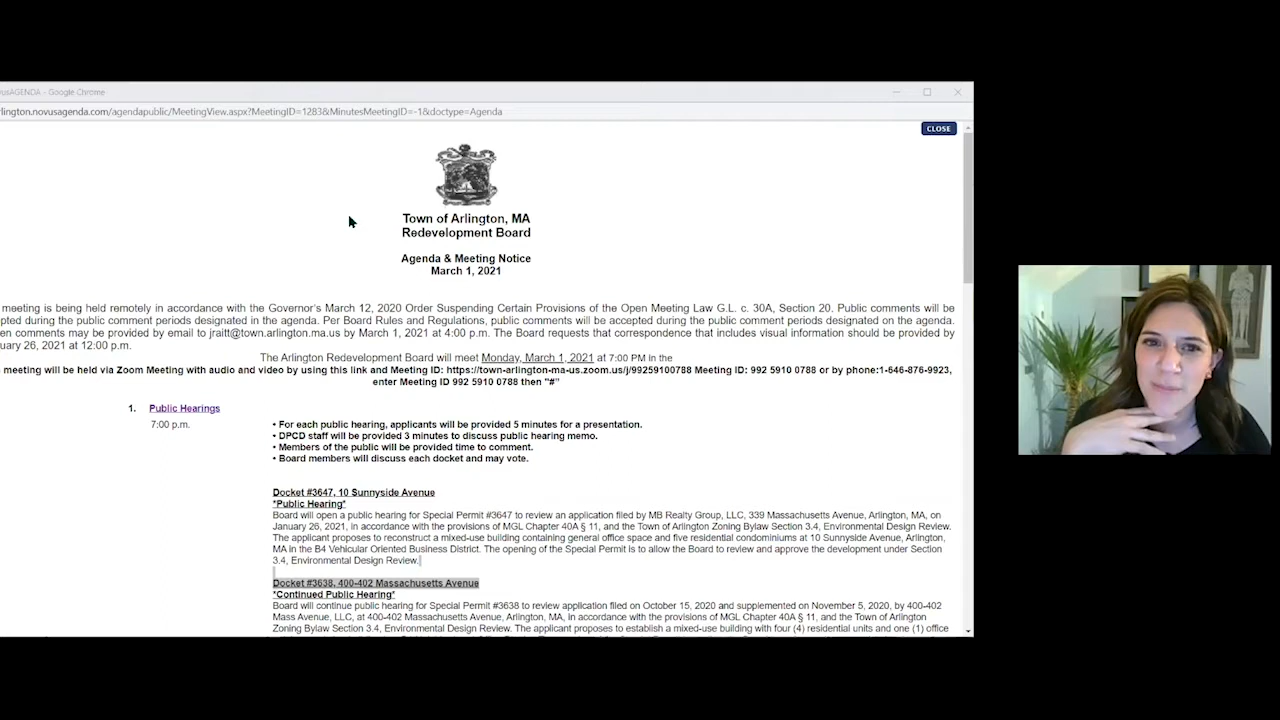 vusAGENDA - Google Chrome
rlington.novusagenda.com/agendapublic/MeetingView.aspx?MeetingID=1283&MinutesMeetingID=-1&doctype=Agenda
CLOSE
Town of Arlington, MA
Redevelopment Board
Agenda & Meeting Notice
March 1, 2021
meeting is being held remotely in accordance with the Governor's March 12, 2020 Order Suspending Certain Provisions of the Open Meeting Law G.L. c. 30A, Section 20. Public comments will be
pted during the public comment periods designated in the agenda. Per Board Rules and Regulations, public comments will be accepted during the public comment periods designated on the agenda.
en comments may be provided by email to jraitt@town.arlington.ma.us by March 1, 2021 at 4:00 p.m. The Board requests that correspondence that includes visual information should be provided by
uary 26, 2021 at 12:00 p.m.
The Arlington Redevelopment Board will meet Monday, March 1, 2021 at 7:00 PM in the
meeting will be held via Zoom Meeting with audio and video by using this link and Meeting ID: https://town-arlington-ma-us.zoom.us/j/99259100788 Meeting ID: 992 5910 0788 or by phone:1-646-876-9923,
enter Meeting ID 992 5910 0788 then "#"
1. Public Hearings
7:00 p.m.
• For each public hearing, applicants will be provided 5 minutes for a presentation.
• DPCD staff will be provided 3 minutes to discuss public hearing memo.
• Members of the public will be provided time to comment.
• Board members will discuss each docket and may vote.
Docket #3647, 10 Sunnyside Avenue
*Public Hearing*
Board will open a public hearing for Special Permit #3647 to review an application filed by MB Realty Group, LLC, 339 Massachusetts Avenue, Arlington, MA, on
January 26, 2021, in accordance with the provisions of MGL Chapter 40A § 11, and the Town of Arlington Zoning Bylaw Section 3.4, Environmental Design Review.
The applicant proposes to reconstruct a mixed-use building containing general office space and five residential condominiums at 10 Sunnyside Avenue, Arlington,
MA in the B4 Vehicular Oriented Business District. The opening of the Special Permit is to allow the Board to review and approve the development under Section
3.4, Environmental Design Review.
Docket #3638, 400-402 Massachusetts Avenue
*Continued Public Hearing*
Board will continue public hearing for Special Permit #3638 to review application filed on October 15, 2020 and supplemented on November 5, 2020, by 400-402
Mass Avenue, LLC, at 400-402 Massachusetts Avenue, Arlington, MA, in accordance with the provisions of MGL Chapter 40A § 11, and the Town of Arlington
Zoning Bylaw Section 3.4, Environmental Design Review. The applicant proposes to establish a mixed-use building with four (4) residential units and one (1) office